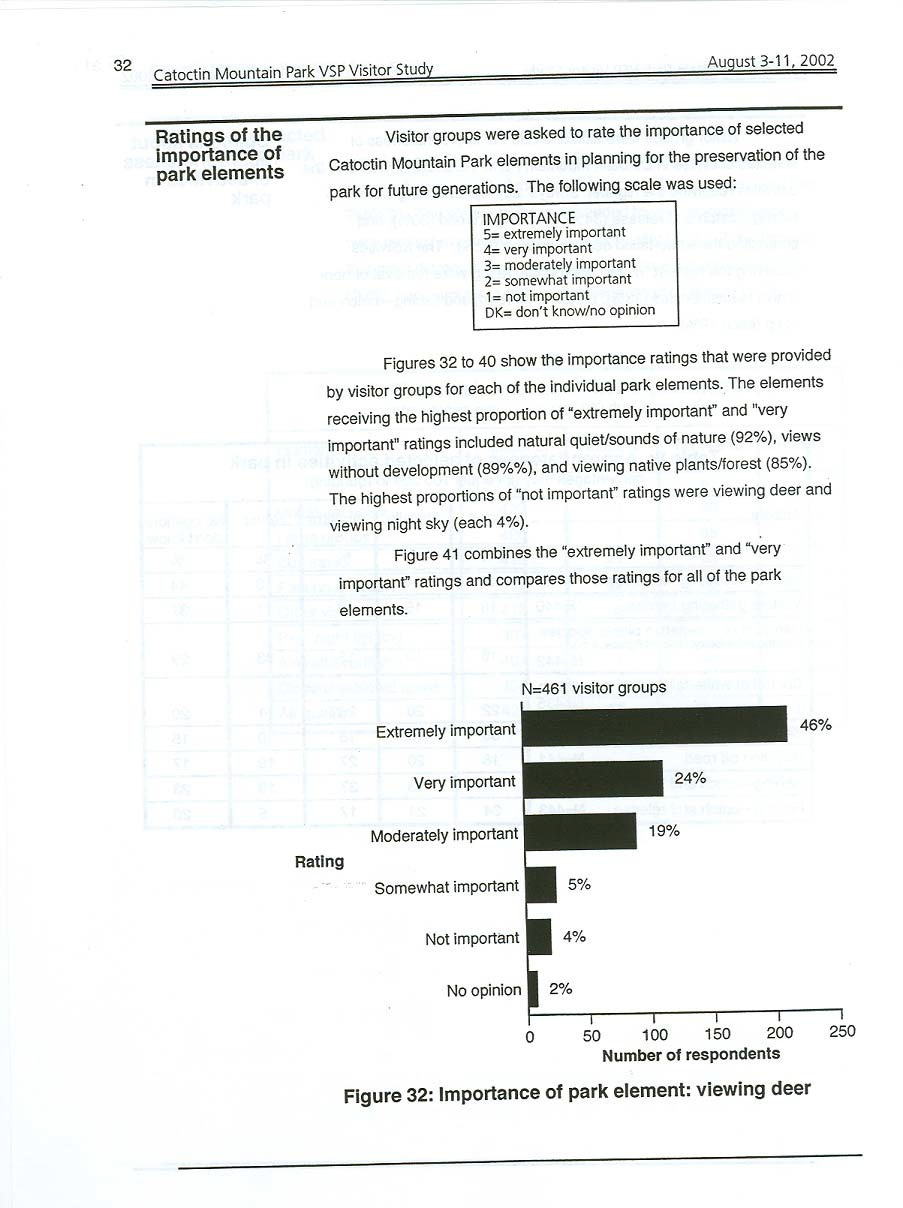 32
Catoctin Mountain Park VSP Visitor Study
August 3-11, 2002
Ratings of the
importance of
park elements
Visitor groups were asked to rate the importance of selected
Catoctin Mountain Park elements in planning for the preservation of the
park for future generations. The following scale was used:
IMPORTANCE
5= extremely important
4= very important
3= moderately important
2= somewhat important
1= not important
DK= don't know/no opinion
Figures 32 to 40 show the importance ratings that were provided
by visitor groups for each of the individual park elements. The elements
receiving the highest proportion of “extremely important” and "very
important" ratings included natural quiet/sounds of nature (92%), views
without development (89%%), and viewing native plants/forest (85%).
The highest proportions of “not important” ratings were viewing deer and
viewing night sky (each 4%).
Figure 41 combines the “extremely important” and “very
important” ratings and compares those ratings for all of the park
elements.
N=461 visitor groups
Extremely important 46%
Very important 24%
Moderately important 19%
Rating
Somewhat important 5%
Not important 4%
No opinion 2%
0 50 100 150 200 250
Number of respondents
Figure 32: Importance of park element: viewing deer